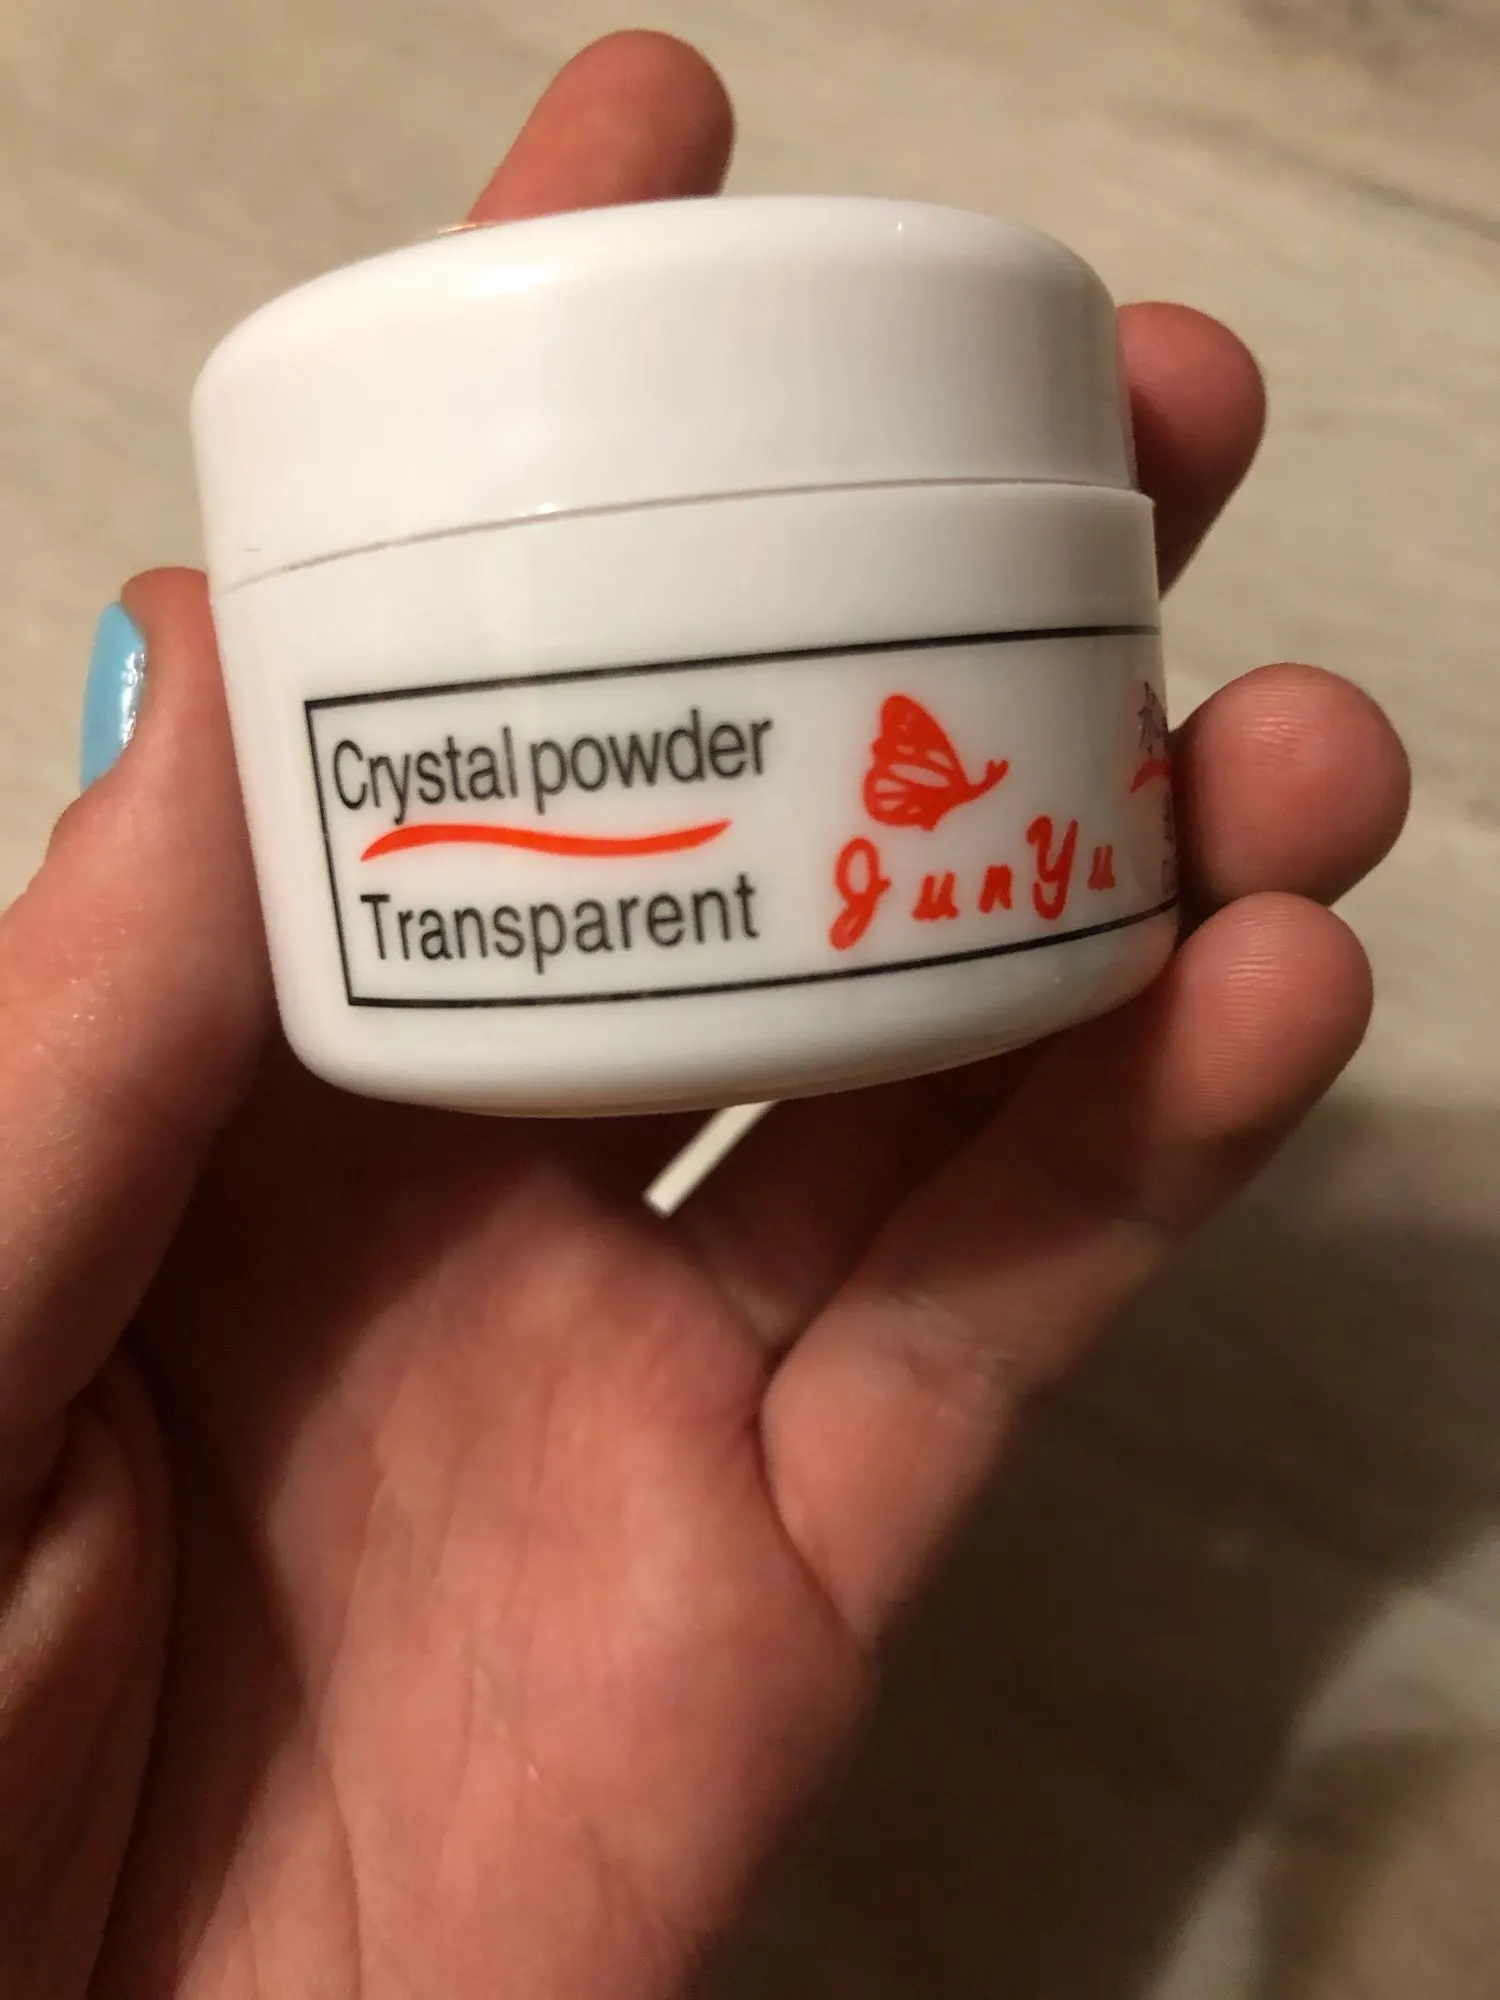 Crystal powder
Transparent
JunYu